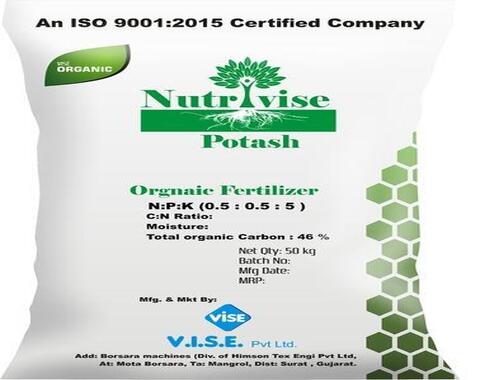 An ISO 9001:2015 Certified Company
VISE
ORGANIC
Nutrivise
Potash
Orgnaic Fertilizer
N:P:K (0.5 : 0.5 : 5 )
C:N Ratio:
Moisture:
Total organic Carbon : 46 %
Net Qty: 50 kg
Batch No:
Mfg Date:
MRP:
Mfg. & Mkt By:
ViSE
V.I.S.E. Pvt Ltd.
Add: Borsara machines (Div. of Himson Tex Engi Pvt Ltd,
At: Mota Borsara, Ta: Mangrol, Dist: Surat , Gujarat.